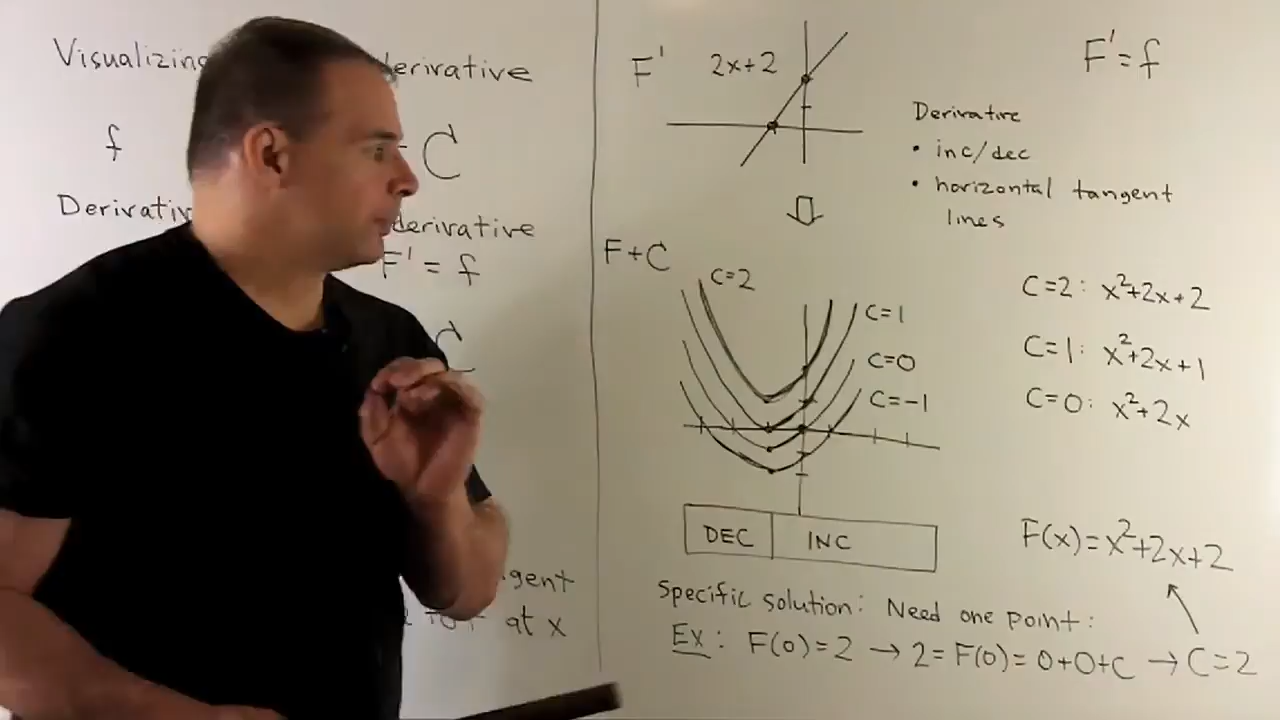 Visualizing erivative
f + C
Derivativ derivative
F' = f
C
gent
at x
F' 2x+2
F' = f
Derivative
• inc/dec
• horizontal tangent
lines
F+C
C=2
C=1
C=0
C=-1
C=2: x²+2x+2
C=1: x²+2x+1
C=0: x²+2x
DEC INC
F(x)=x²+2x+2
Specific solution: Need one point:
Ex: F(0)=2 → 2=F(0)=0+0+C → C=2